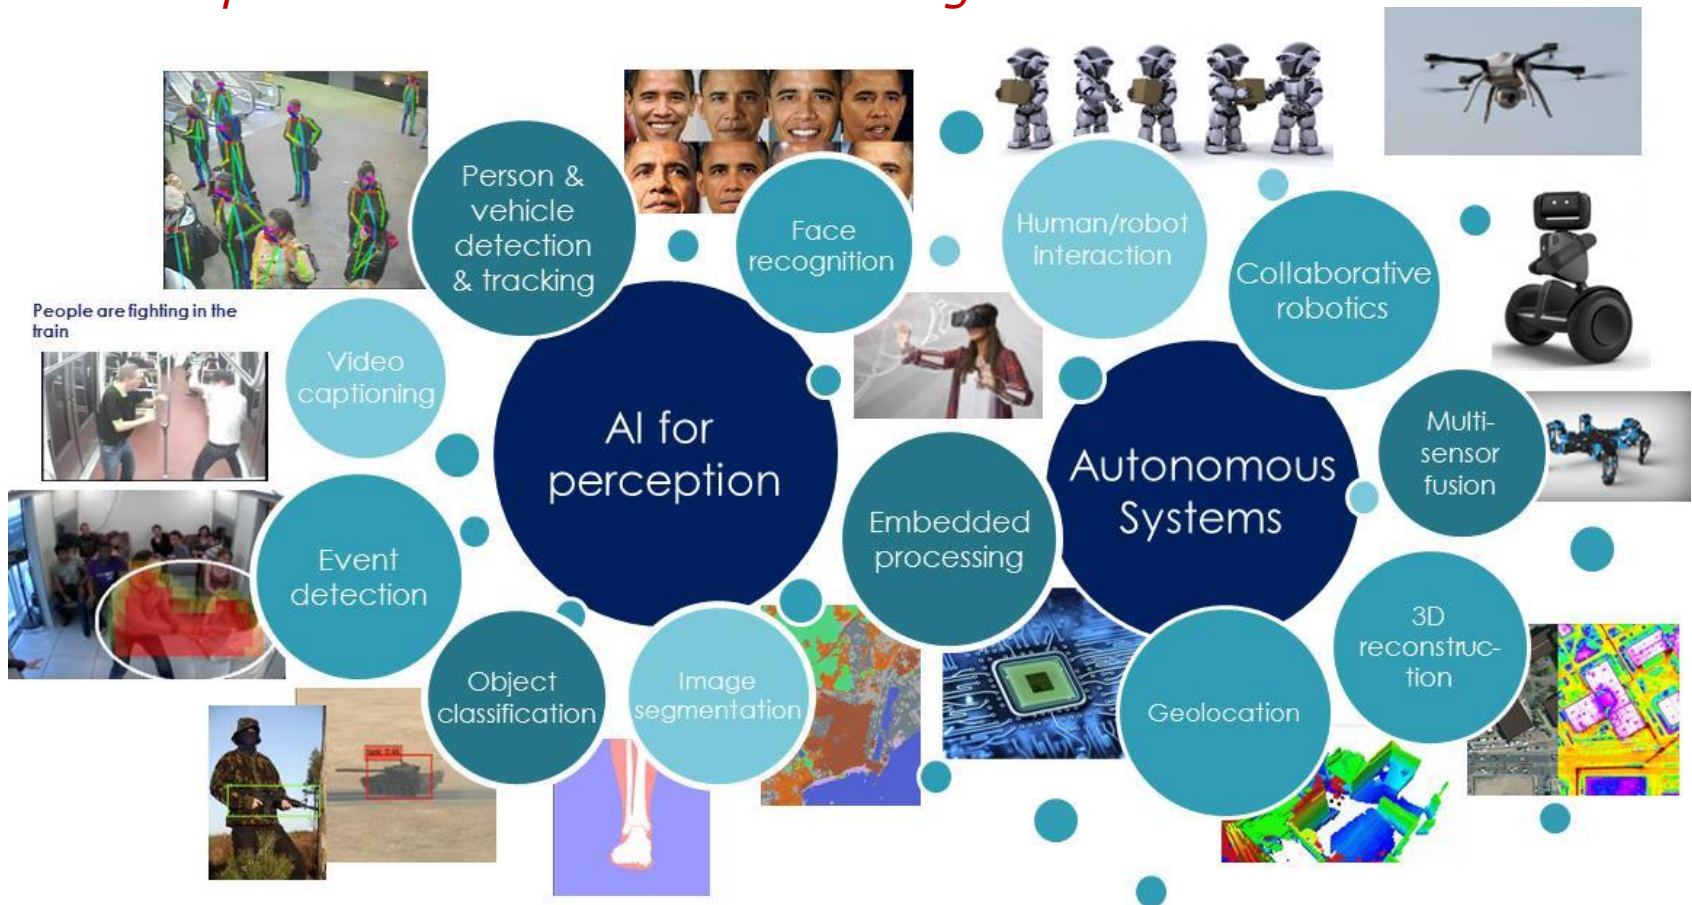 Person &
vehicle
detection
& tracking
Face
recognition
Human/robot
interaction
Collaborative
robotics
People are fighting in the
train
Video
captioning
AI for
perception
Autonomous
Systems
Multi-
sensor
fusion
Embedded
processing
Event
detection
3D
reconstruc-
tion
Object
classification
Image
segmentation
Geolocation